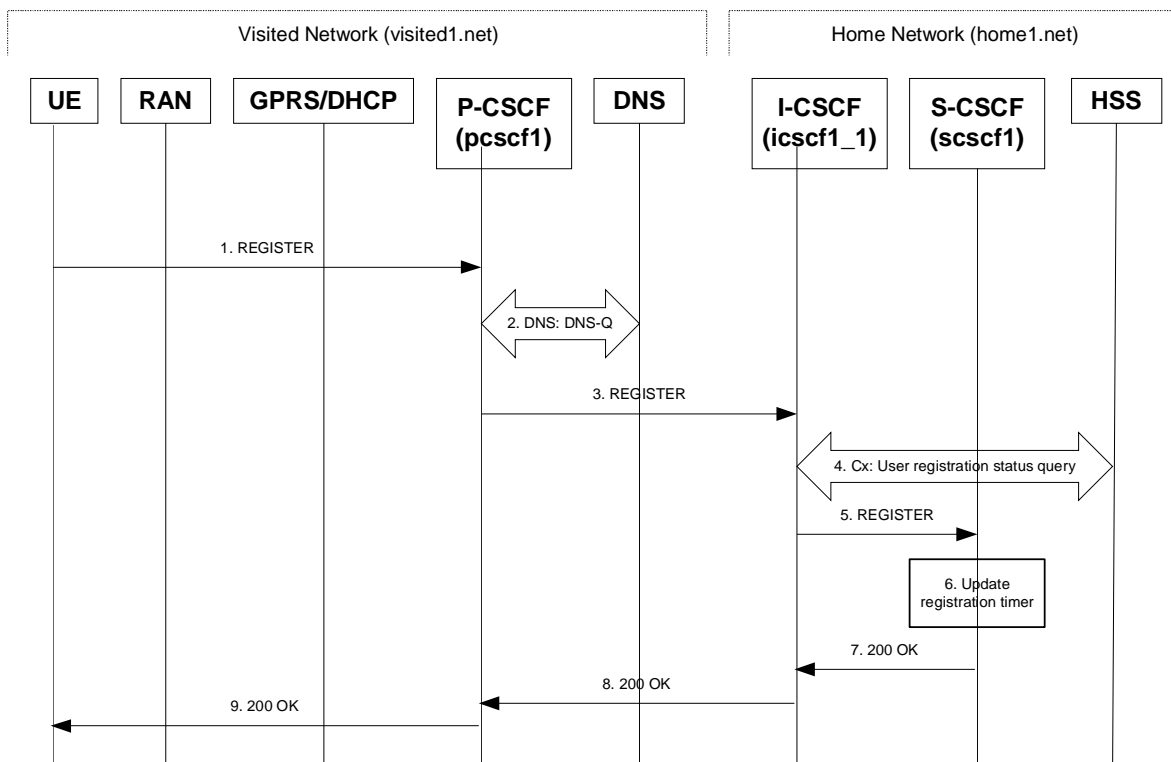 Visited Network (visited1.net)
Home Network (home1.net)
UE
RAN
GPRS/DHCP
P-CSCF
(pcscf1)
DNS
I-CSCF
(icscf1_1)
S-CSCF
(scscf1)
HSS
1. REGISTER
2. DNS: DNS-Q
3. REGISTER
4. Cx: User registration status query
5. REGISTER
6. Update
registration timer
7. 200 OK
8. 200 OK
9. 200 OK